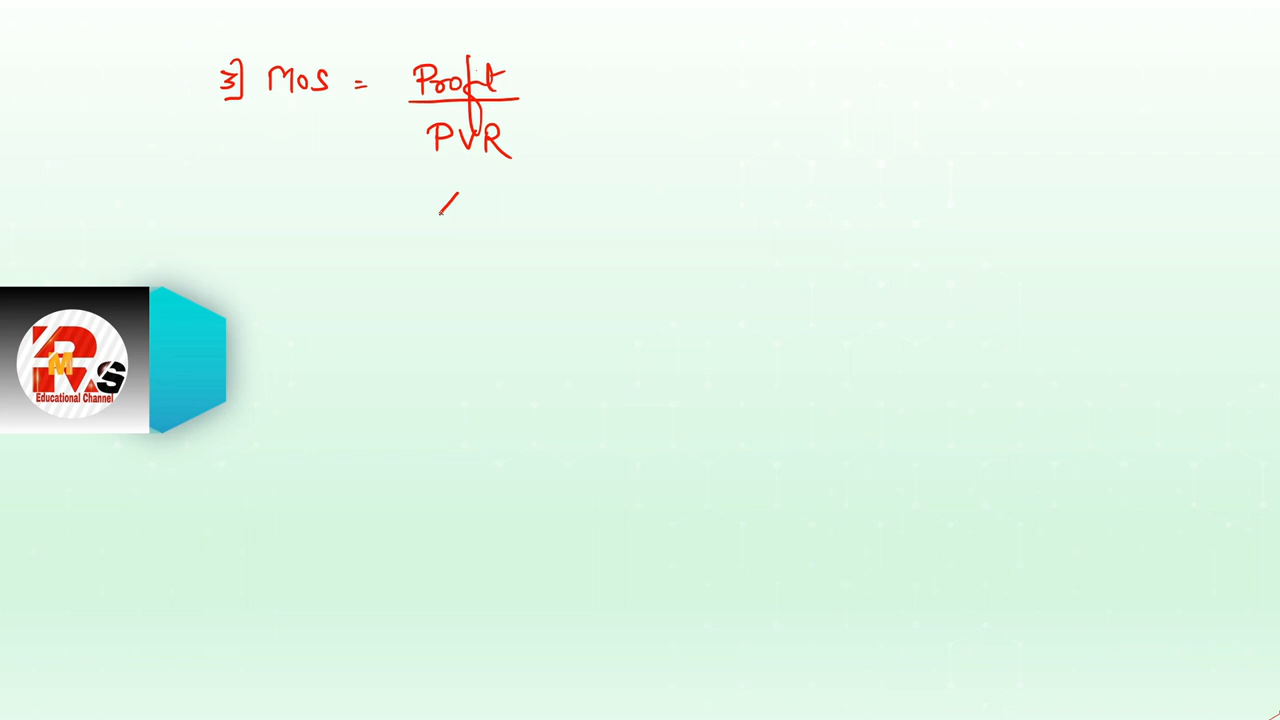 3] MOS = Profit
PVR
M
S
Educational Channel